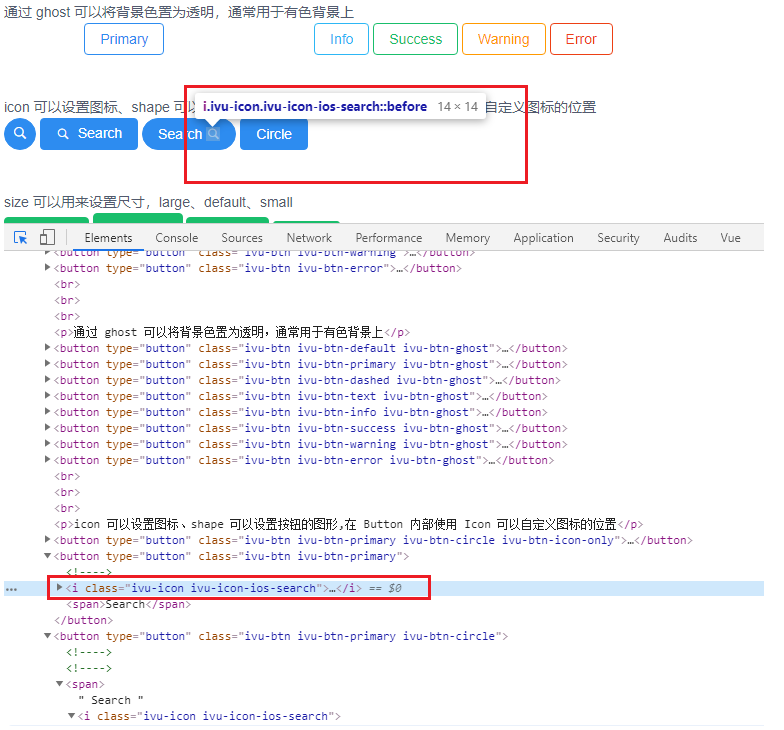 通过 ghost 可以将背景色置为透明，通常用于有色背景上
Primary Info Success Warning Error
icon 可以设置图标、shape 可以 i.ivu-icon.ivu-icon-ios-search::before 14 × 14 自定义图标的位置
Search Search Circle
size 可以用来设置尺寸，large、default、small
Elements Console Sources Network Performance Memory Application Security Audits Vue
<button type="button" class="ivu-btn ivu-btn-warning">…</button>
<button type="button" class="ivu-btn ivu-btn-error">…</button>
<br>
<br>
<br>
<p>通过 ghost 可以将背景色置为透明，通常用于有色背景上</p>
<button type="button" class="ivu-btn ivu-btn-default ivu-btn-ghost">…</button>
<button type="button" class="ivu-btn ivu-btn-primary ivu-btn-ghost">…</button>
<button type="button" class="ivu-btn ivu-btn-dashed ivu-btn-ghost">…</button>
<button type="button" class="ivu-btn ivu-btn-text ivu-btn-ghost">…</button>
<button type="button" class="ivu-btn ivu-btn-info ivu-btn-ghost">…</button>
<button type="button" class="ivu-btn ivu-btn-success ivu-btn-ghost">…</button>
<button type="button" class="ivu-btn ivu-btn-warning ivu-btn-ghost">…</button>
<button type="button" class="ivu-btn ivu-btn-error ivu-btn-ghost">…</button>
<br>
<br>
<br>
<p>icon 可以设置图标、shape 可以设置按钮的图形,在 Button 内部使用 Icon 可以自定义图标的位置</p>
<button type="button" class="ivu-btn ivu-btn-primary ivu-btn-circle ivu-btn-icon-only">…</button>
<button type="button" class="ivu-btn ivu-btn-primary">
<!---->
… <i class="ivu-icon ivu-icon-ios-search">…</i> == $0
<span>Search</span>
</button>
<button type="button" class="ivu-btn ivu-btn-primary ivu-btn-circle">
<!---->
<!---->
<span>
" Search "
<i class="ivu-icon ivu-icon-ios-search">